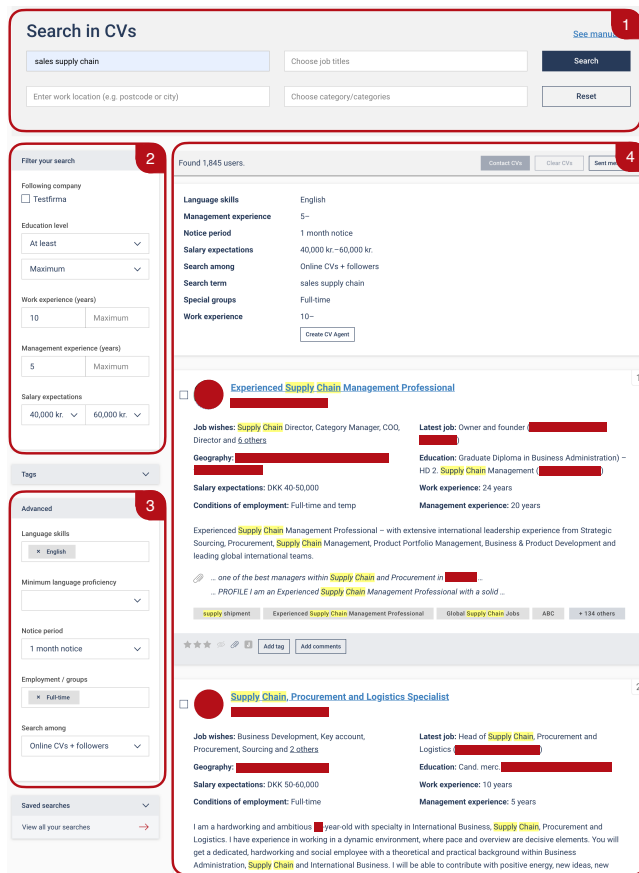 1
Search in CVs
See manua
sales supply chain
Choose job titles
Search
Enter work location (e.g. postcode or city)
Choose category/categories
Reset
Filter your search
2
Following company
Testfirma
Education level
At least
Maximum
Work experience (years)
10 Maximum
Management experience (years)
5 Maximum
Salary expectations
40,000 kr. 60,000 kr.
Tags
Advanced
3
Language skills
× English
Minimum language proficiency
Notice period
1 month notice
Employment / groups
× Full-time
Search among
Online CVs + followers
Saved searches
View all your searches
4
Found 1,845 users.
Contact CVs
Clear CVs
Sent me
Language skills English
Management experience 5–
Notice period 1 month notice
Salary expectations 40,000 kr.–60,000 kr.
Search among Online CVs + followers
Search term sales supply chain
Special groups Full-time
Work experience 10–
Create CV Agent
1
Experienced Supply Chain Management Professional
Job wishes: Supply Chain Director, Category Manager, COO,
Director and 6 others
Latest job: Owner and founder (
)
Geography:
Education: Graduate Diploma in Business Administration) –
HD 2. Supply Chain Management ( )
Salary expectations: DKK 40-50,000
Work experience: 24 years
Conditions of employment: Full-time and temp
Management experience: 20 years
Experienced Supply Chain Management Professional – with extensive international leadership experience from Strategic
Sourcing, Procurement, Supply Chain Management, Product Portfolio Management, Business & Product Development and
leading global international teams.
... one of the best managers within Supply Chain and Procurement in ..
... PROFILE I am an Experienced Supply Chain Management Professional with a solid ...
supply shipment
Experienced Supply Chain Management Professional
Global Supply Chain Jobs
ABC
+ 134 others
Add tag
Add comments
2
Supply Chain, Procurement and Logistics Specialist
Job wishes: Business Development, Key account,
Procurement, Sourcing and 2 others
Latest job: Head of Supply Chain, Procurement and
Logistics ( )
Geography:
Education: Cand. merc.
Salary expectations: DKK 50-60,000
Work experience: 10 years
Conditions of employment: Full-time
Management experience: 5 years
I am a hardworking and ambitious -year-old with specialty in International Business, Supply Chain, Procurement and
Logistics. I have experience in working in a dynamic environment, where pace and overview are decisive elements. You will
get a dedicated, hardworking and social employee with a theoretical and practical background within Business
Administration, Supply Chain and International Business. I will be able to contribute with positive energy, new ideas, new